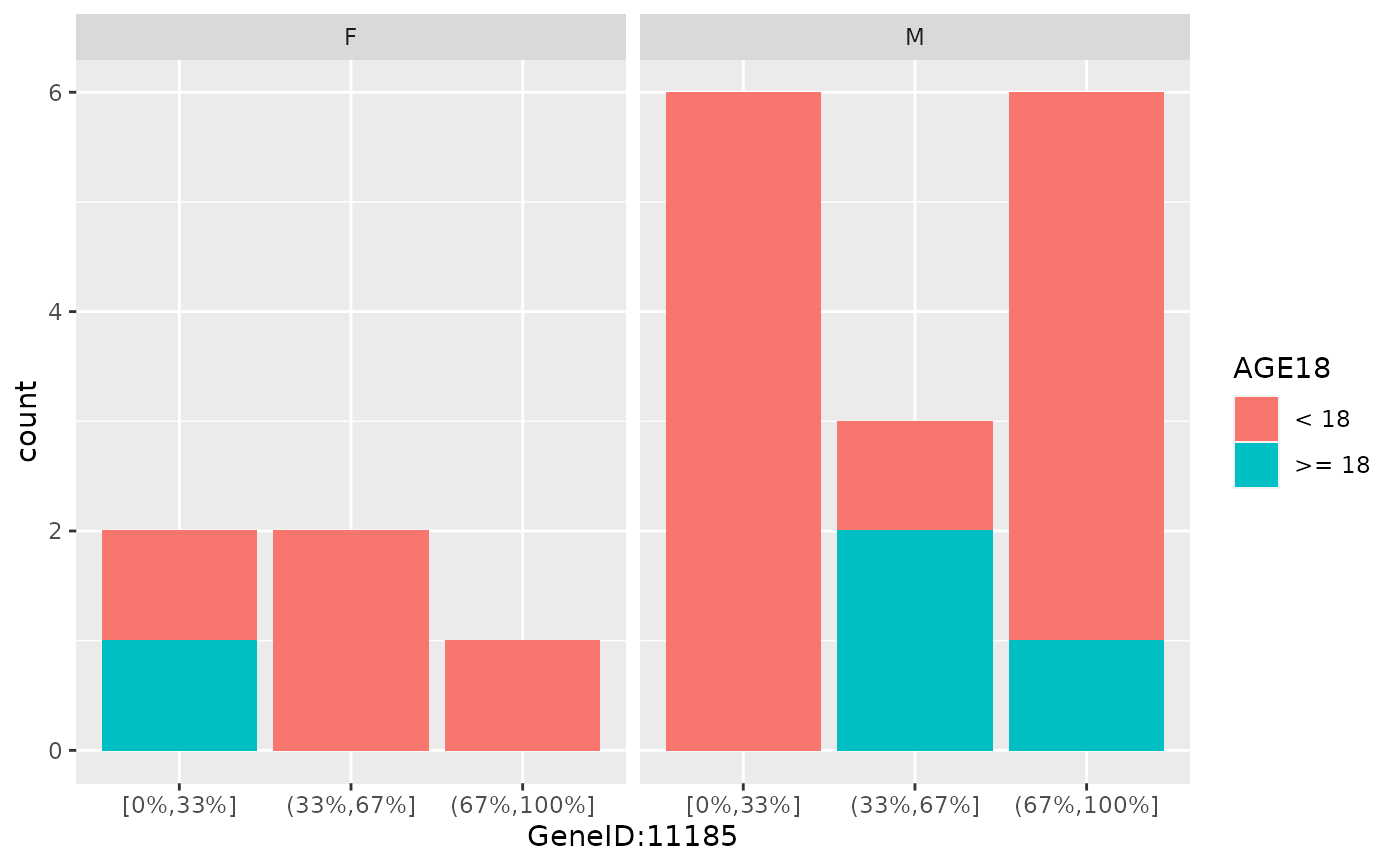 F
M
6
4
2
0
count
[0%,33%]
(33%,67%]
(67%,100%]
[0%,33%]
(33%,67%]
(67%,100%]
GeneID:11185
AGE18
< 18
>= 18